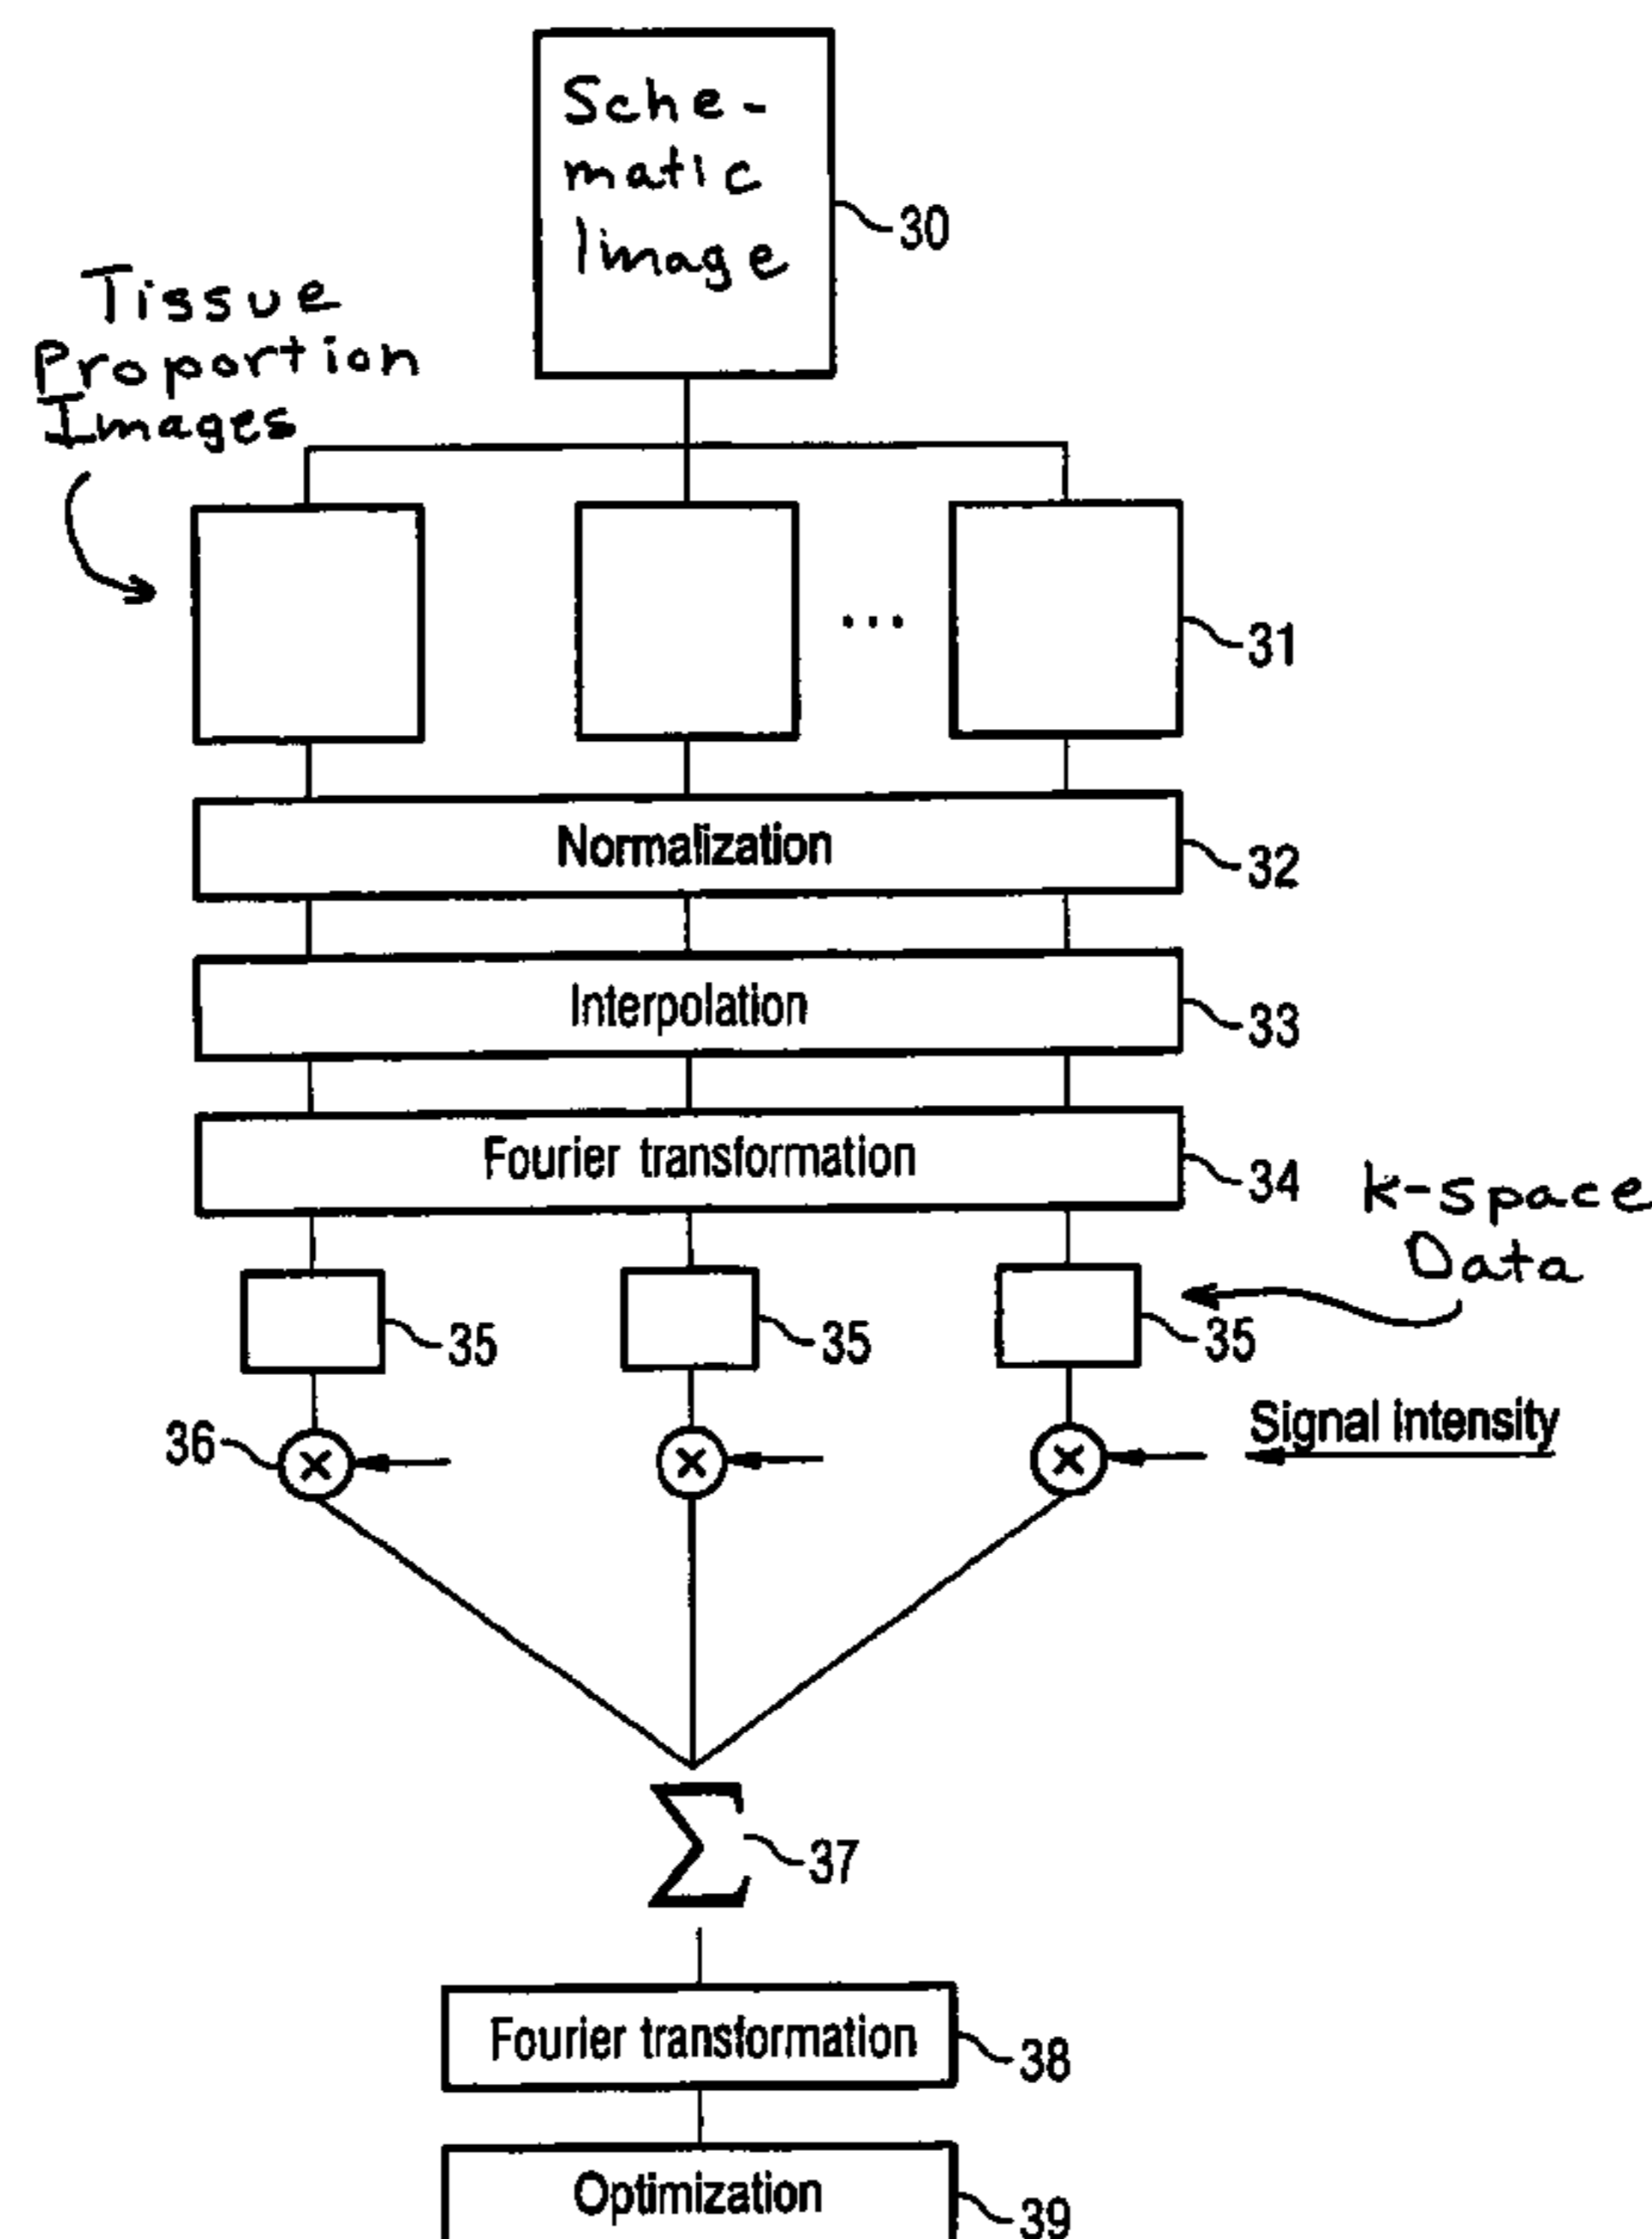 Sche-
matic
Image
30
Tissue
Proportion
Images
...
31
Normalization
32
Interpolation
33
Fourier transformation
34
k-space
Data
35
35
35
Signal intensity
36
×
×
×
Σ
37
Fourier transformation
38
Optimization
39